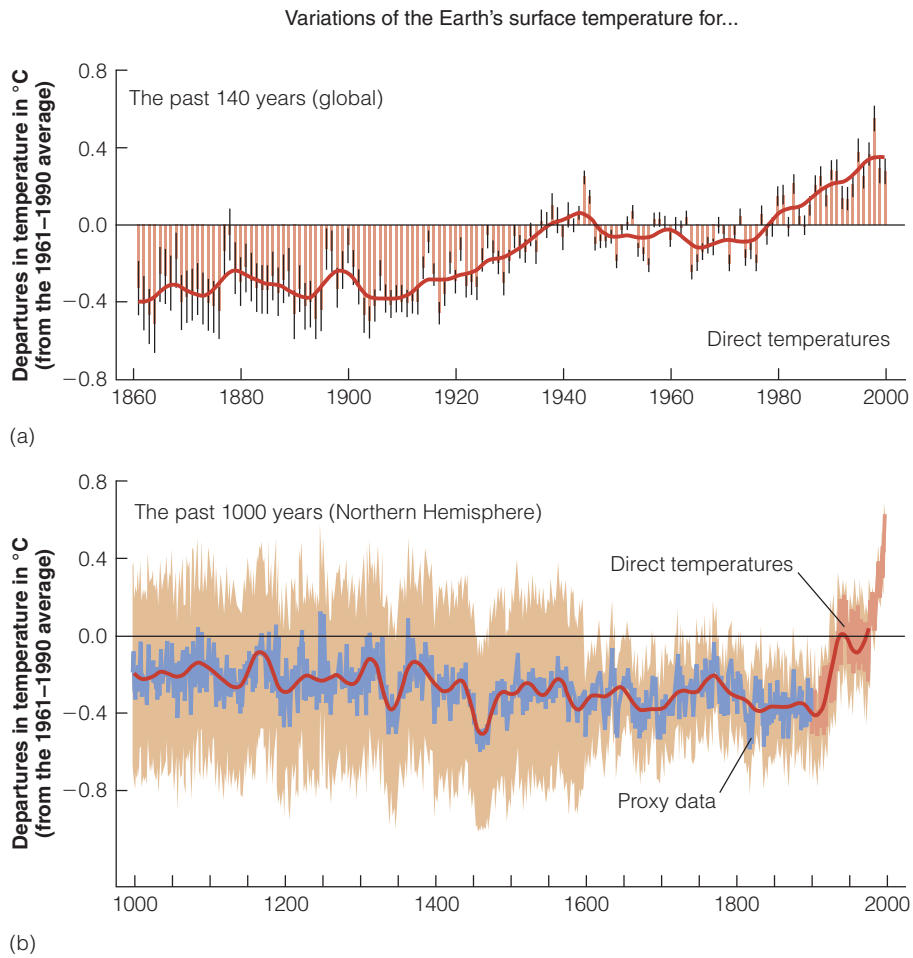 Variations of the Earth's surface temperature for...
Departures in temperature in °C
(from the 1961–1990 average)
0.8
0.4
0.0
−0.4
−0.8
The past 140 years (global)
Direct temperatures
1860
1880
1900
1920
1940
1960
1980
2000
(a)
Departures in temperature in °C
(from the 1961–1990 average)
0.8
0.4
0.0
−0.4
−0.8
The past 1000 years (Northern Hemisphere)
Direct temperatures
Proxy data
1000
1200
1400
1600
1800
2000
(b)